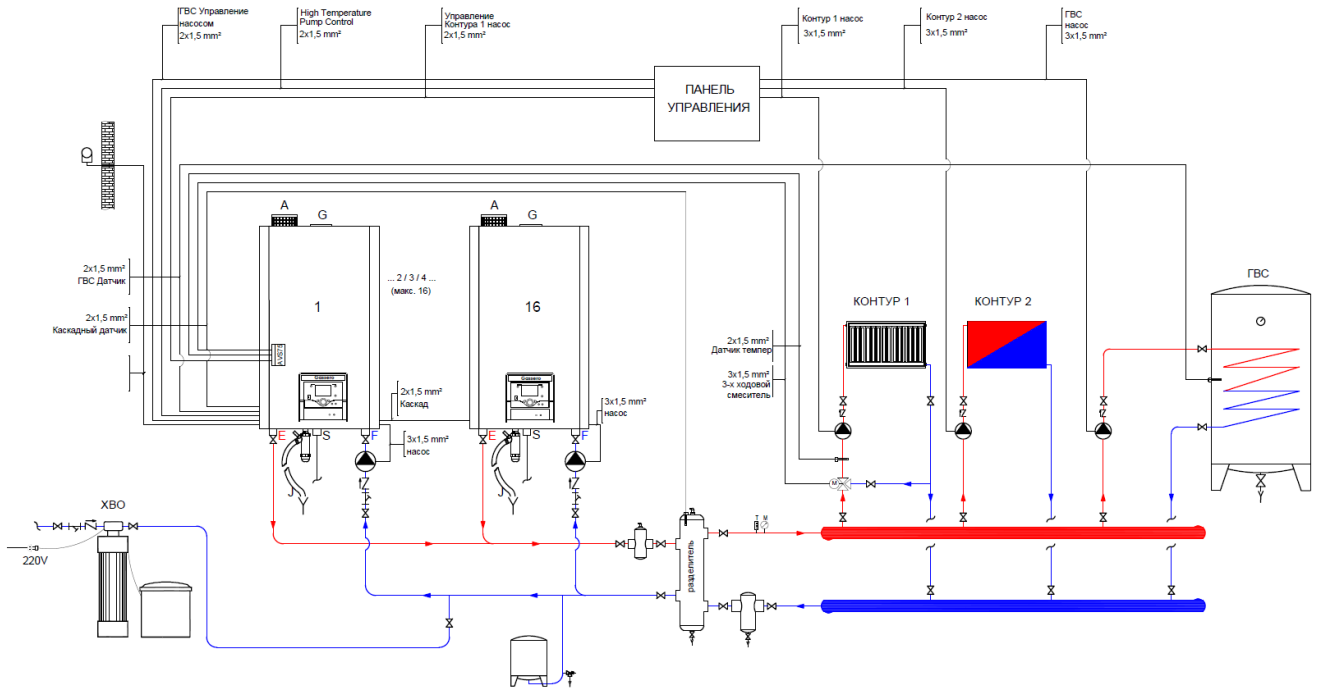 ГВС Управление
насосом
2x1,5 mm²
High Temperature
Pump Control
2x1,5 mm²
Управление
Контура 1 насос
2x1,5 mm²
Контур 1 насос
3x1,5 mm²
Контур 2 насос
3x1,5 mm²
ГВС
насос
3x1,5 mm²
ПАНЕЛЬ
УПРАВЛЕНИЯ
A
G
A
G
2x1,5 mm²
ГВС Датчик
... 2 / 3 / 4 ...
(макс. 16)
1
16
2x1,5 mm²
Каскадный датчик
AVS75
КОНТУР 1
КОНТУР 2
ГВС
2x1,5 mm²
Датчик темпер
3x1,5 mm²
3-х ходовой
смеситель
2x1,5 mm²
Каскад
3x1,5 mm²
насос
E
S
F
E
S
F
3x1,5 mm²
насос
J
J
M
ХВО
220V
T
M
разделитель